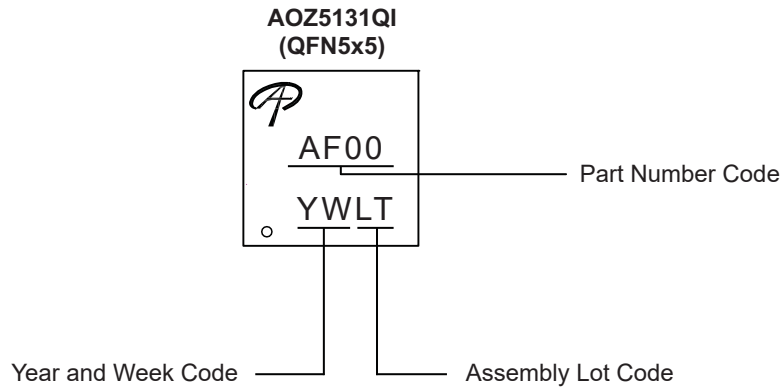 AOZ5131QI
(QFN5x5)
AF00
Part Number Code
YWLT
Year and Week Code
Assembly Lot Code